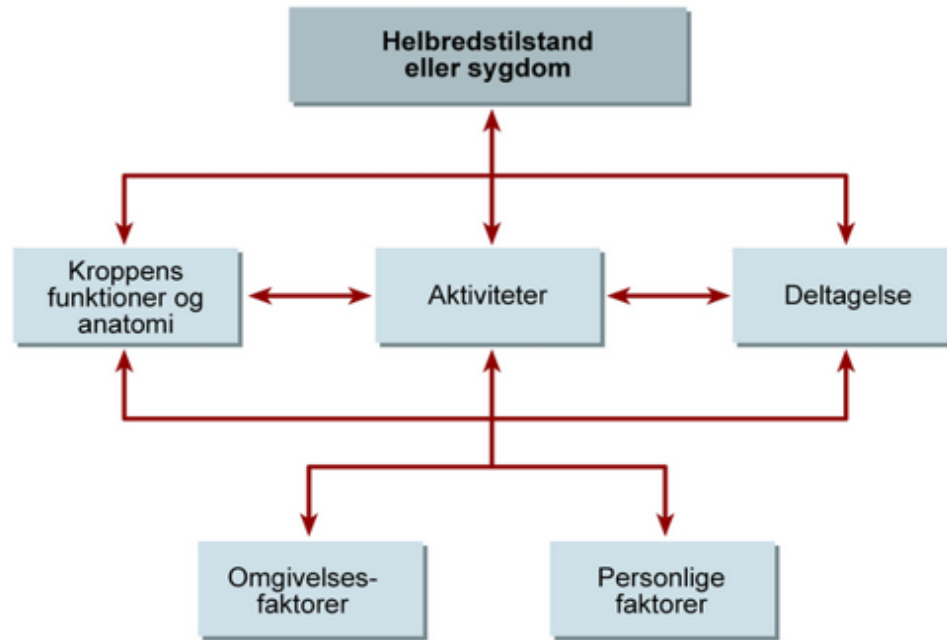 Helbredstilstand
eller sygdom
Kroppens
funktioner og
anatomi
Aktiviteter
Deltagelse
Omgivelses-
faktorer
Personlige
faktorer